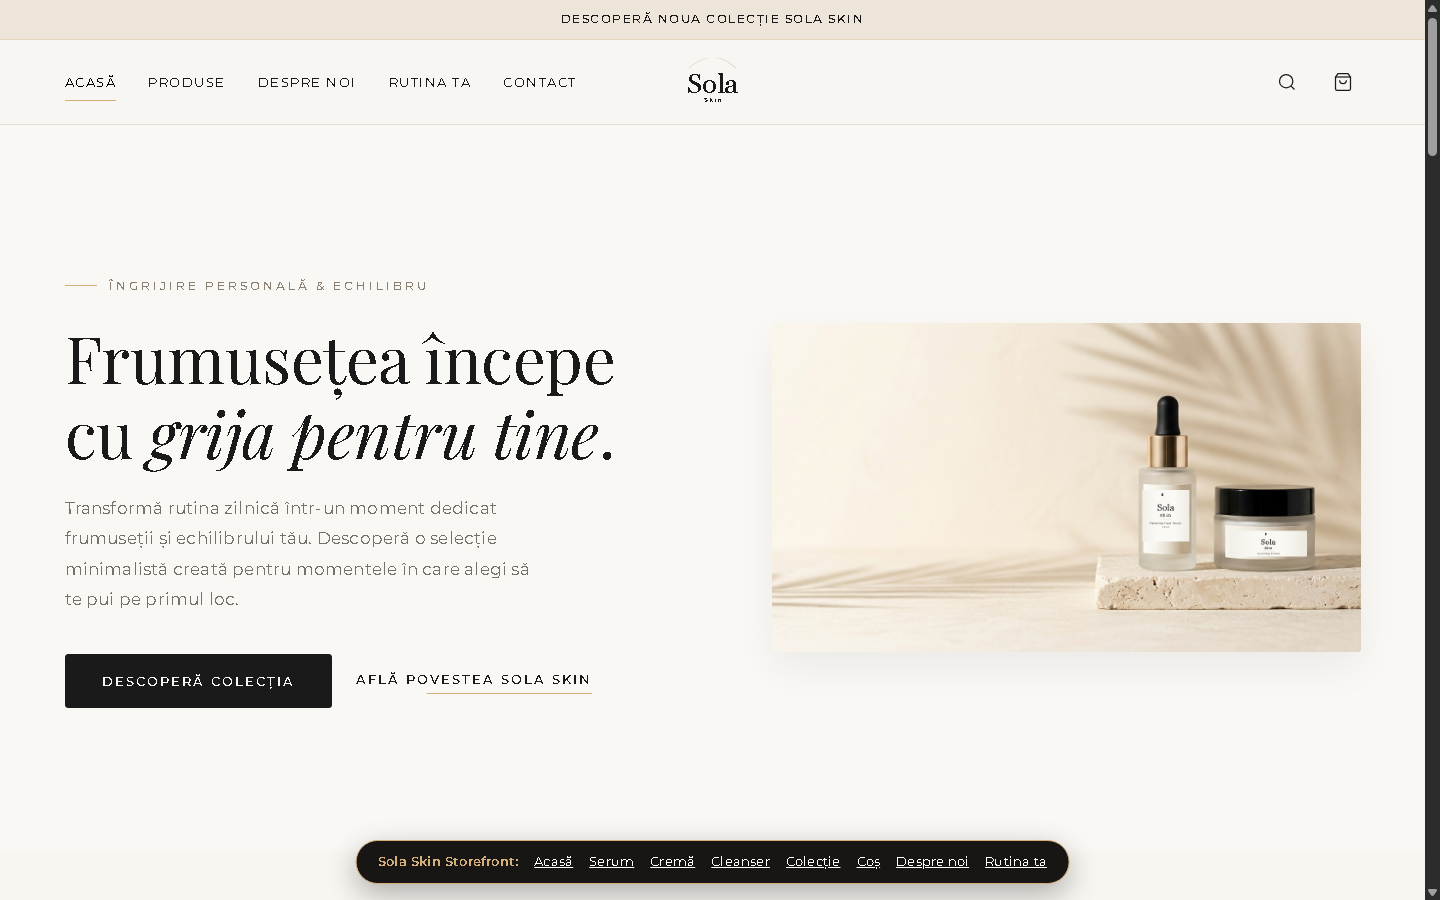 DESCOPERĂ NOUA COLECȚIE SOLA SKIN
ACASĂ PRODUSE DESPRE NOI RUTINA TA CONTACT
Sola
Skin
ÎNGRIJIRE PERSONALĂ & ECHILIBRU
Frumusețea începe
cu grija pentru tine.
Transformă rutina zilnică într-un moment dedicat
frumuseții și echilibrului tău. Descoperă o selecție
minimalistă creată pentru momentele în care alegi să
te pui pe primul loc.
DESCOPERĂ COLECȚIA
AFLĂ POVESTEA SOLA SKIN
Sola
skin
Sola
skin
Sola Skin Storefront: Acasă Serum Cremă Cleanser Colecție Coș Despre noi Rutina ta